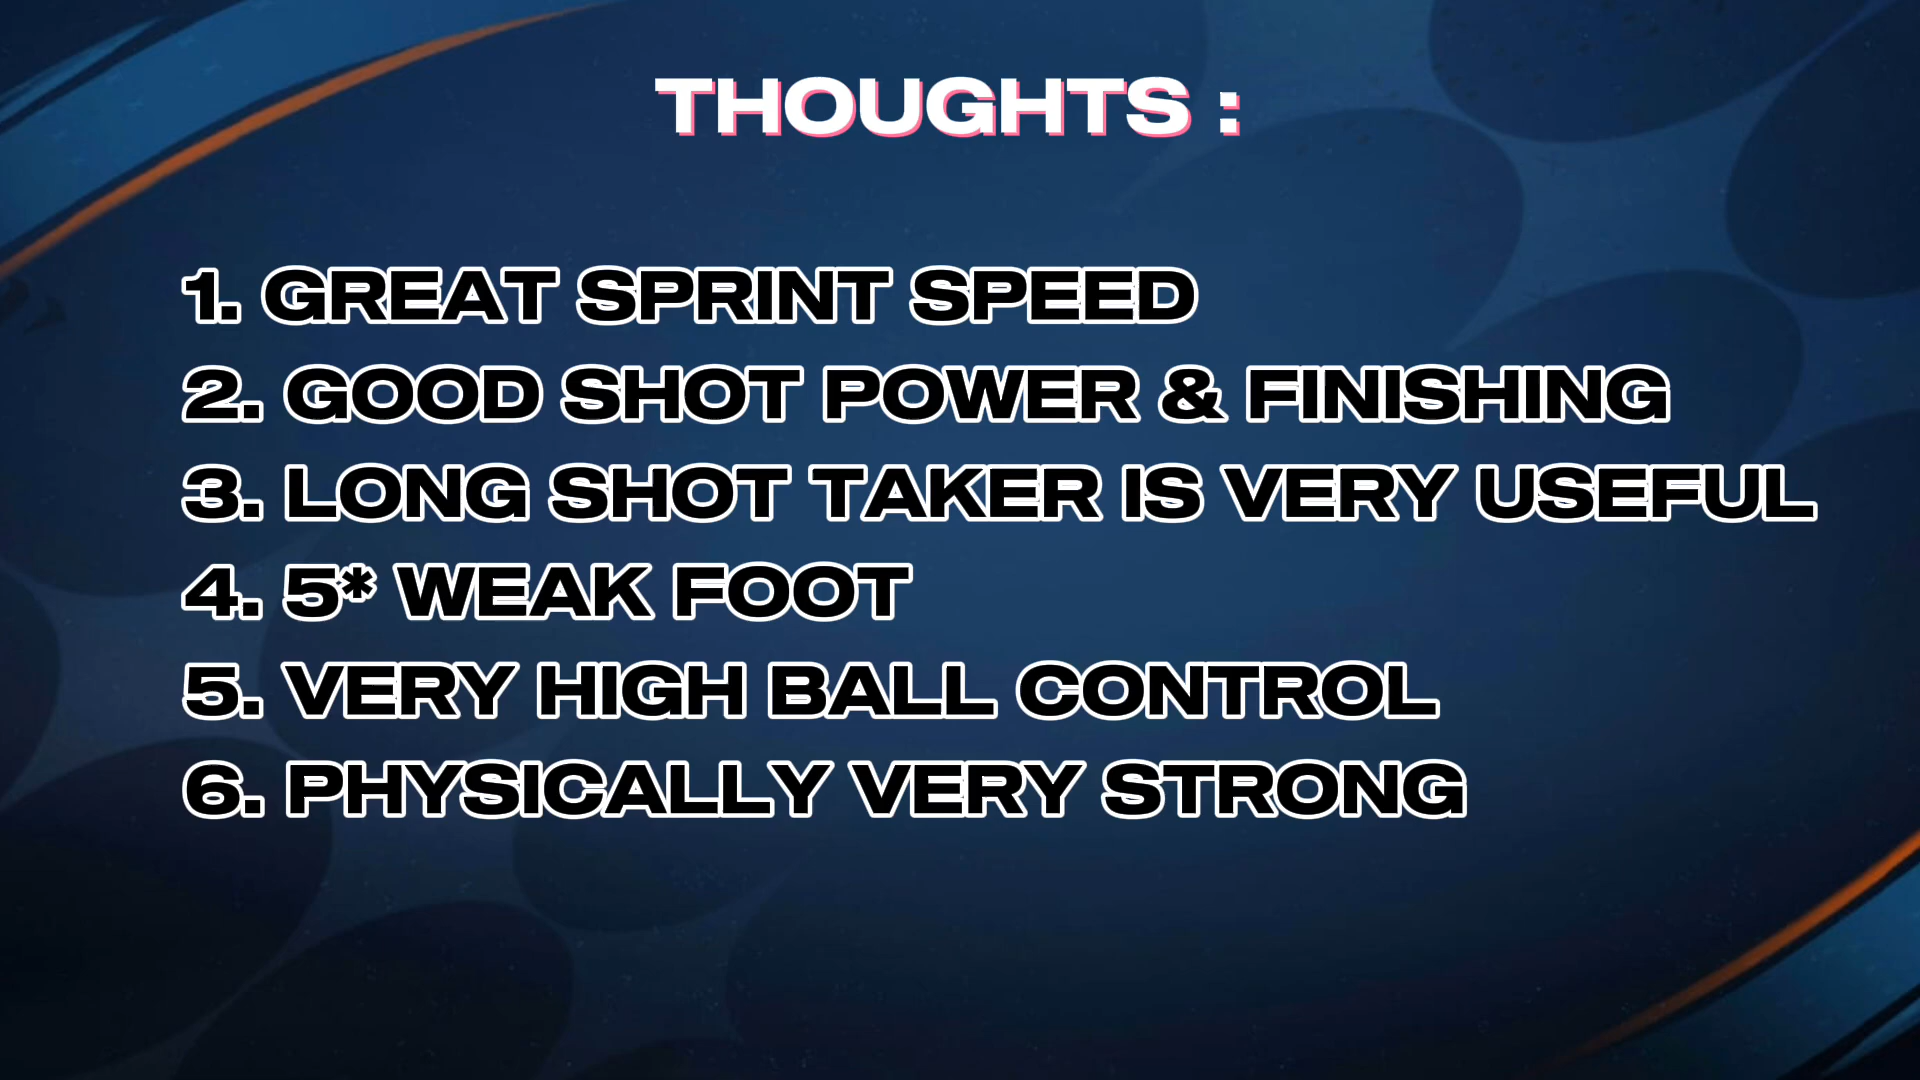 THOUGHTS :
1. GREAT SPRINT SPEED
2. GOOD SHOT POWER & FINISHING
3. LONG SHOT TAKER IS VERY USEFUL
4. 5* WEAK FOOT
5. VERY HIGH BALL CONTROL
6. PHYSICALLY VERY STRONG